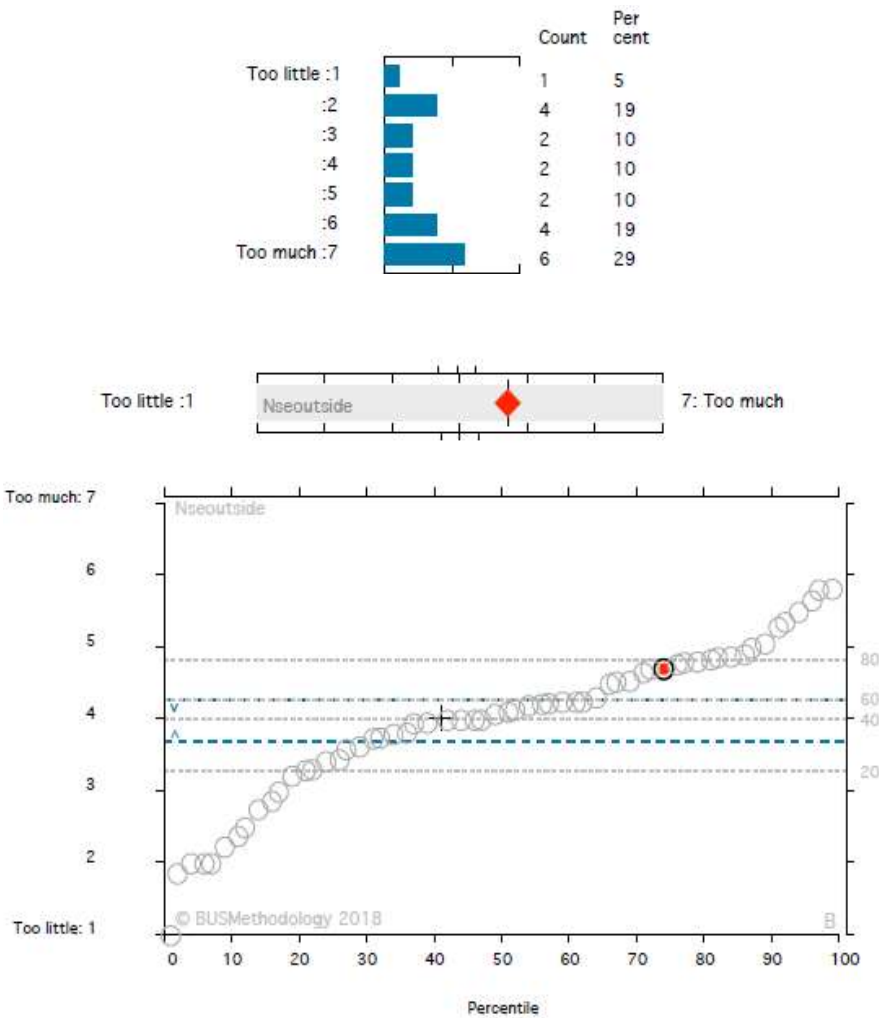 Per
Count cent
Too little :1 1 5
:2 4 19
:3 2 10
:4 2 10
:5 2 10
:6 4 19
Too much :7 6 29
Too little :1 Nseoutside 7: Too much
Too much: 7
Nseoutside
6
5
80
60
4
40
3
20
2
© BUSMethodology 2018 B
Too little: 1
0 10 20 30 40 50 60 70 80 90 100
Percentile